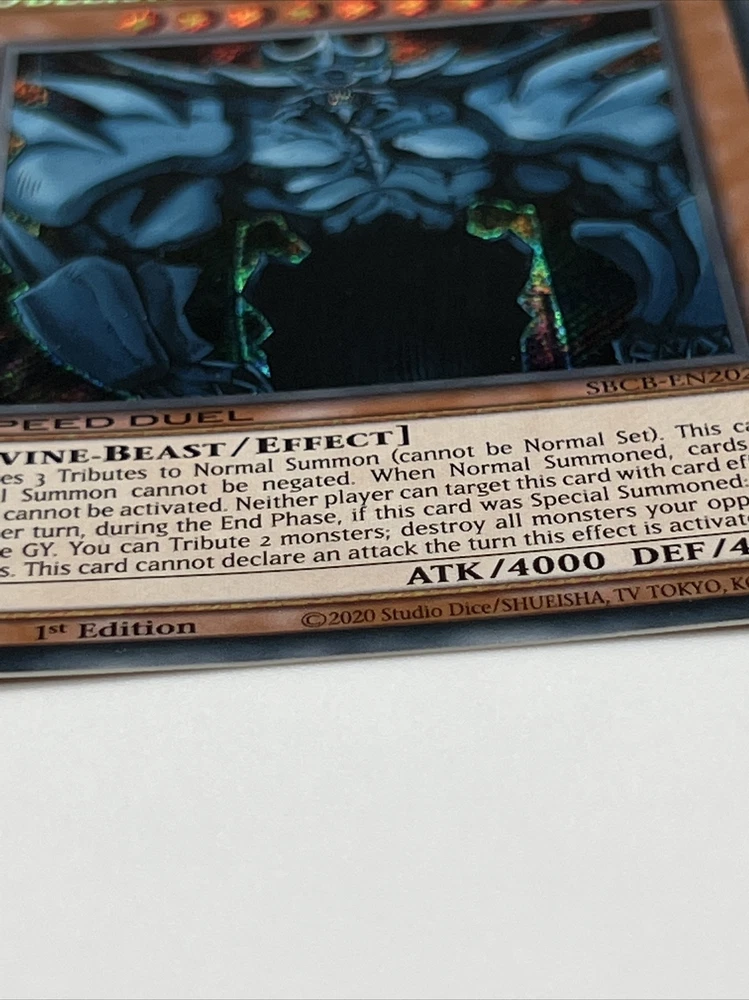 SBCB-EN202
PEED DUEL
VINE-BEAST/EFFECT]
es 3 Tributes to Normal Summon (cannot be Normal Set). This ca
l Summon cannot be negated. When Normal Summoned, cards
cannot be activated. Neither player can target this card with card eff
er turn, during the End Phase, if this card was Special Summoned:
e GY. You can Tribute 2 monsters; destroy all monsters your opp
s. This card cannot declare an attack the turn this effect is activat
ATK/4000 DEF/4
1st Edition
©2020 Studio Dice/SHUEISHA, TV TOKYO, K